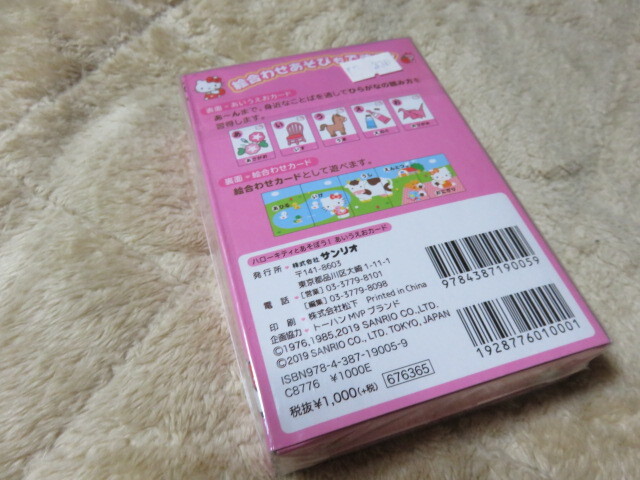 絵合わせあそびも
表面・あいうえおカード
あ〜んまで、身近なことばを通してひらがなの読み方を
習得します。
あ
い
う
え
お
裏面・絵合わせカード
絵合わせカードとして遊べます。
ハローキティとあそぼう!あいうえおカード
発行所・株式会社 サンリオ
〒141-8603
東京都品川区大崎1-11-1
電話・[営業] 03-3779-8101
[編集] 03-3779-8098
印刷・株式会社松下 Printed in China
企画協力・トーハン MVP ブランド
©1976,1985,2019 SANRIO CO.,LTD.
©2019 SANRIO CO.,LTD. TOKYO, JAPAN
ISBN978-4-387-19005-9
C8776 ¥1000E
税抜¥1,000(+税)
676365
9784387190059
1928776010001